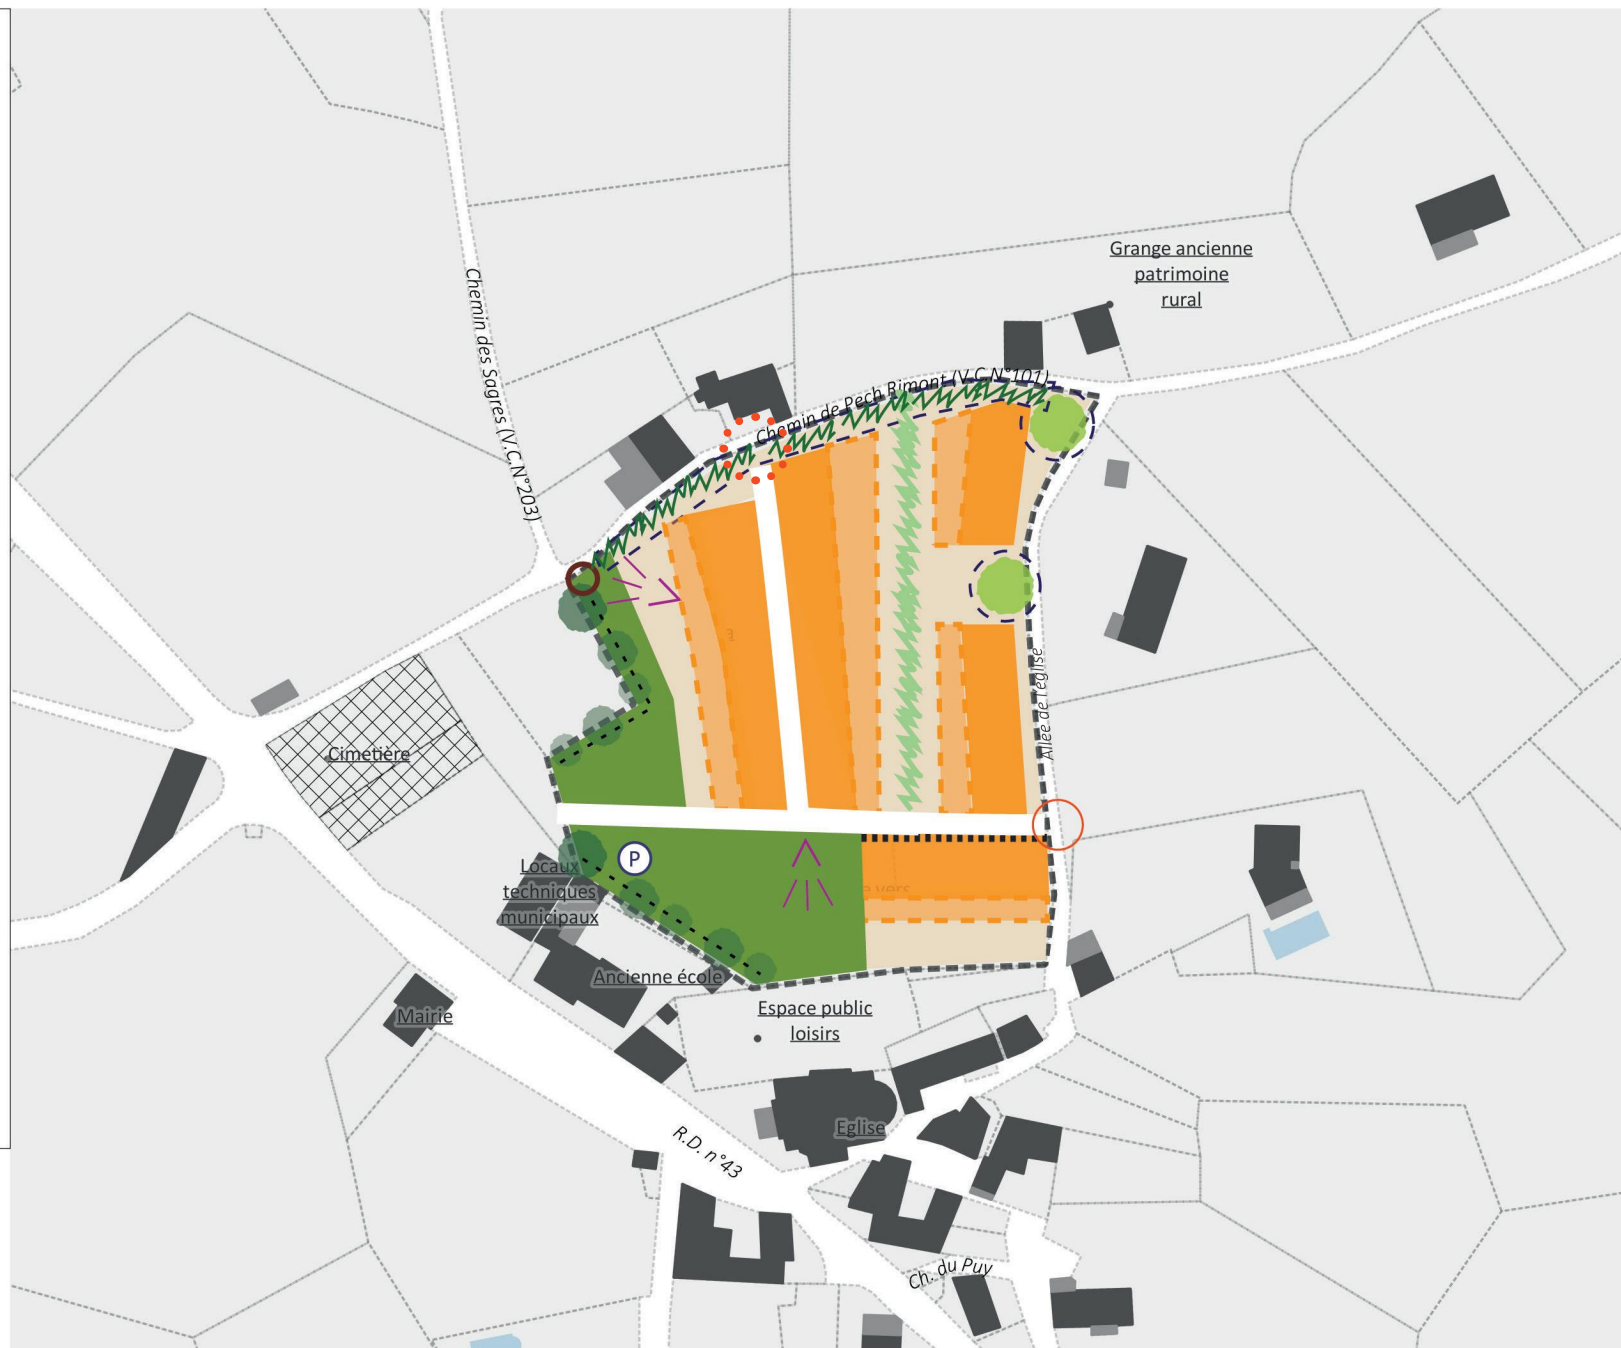 Grange ancienne
patrimoine
rural
Chemin des Sagres (V.C.N°203)
Chemin de Pech Rimont (V.C.N°101)
Allée de l'église
Cimetière
P
Locaux
techniques
municipaux
vers
Ancienne école
Mairie
Espace public
loisirs
Eglise
R.D. n°43
Ch. du Puy